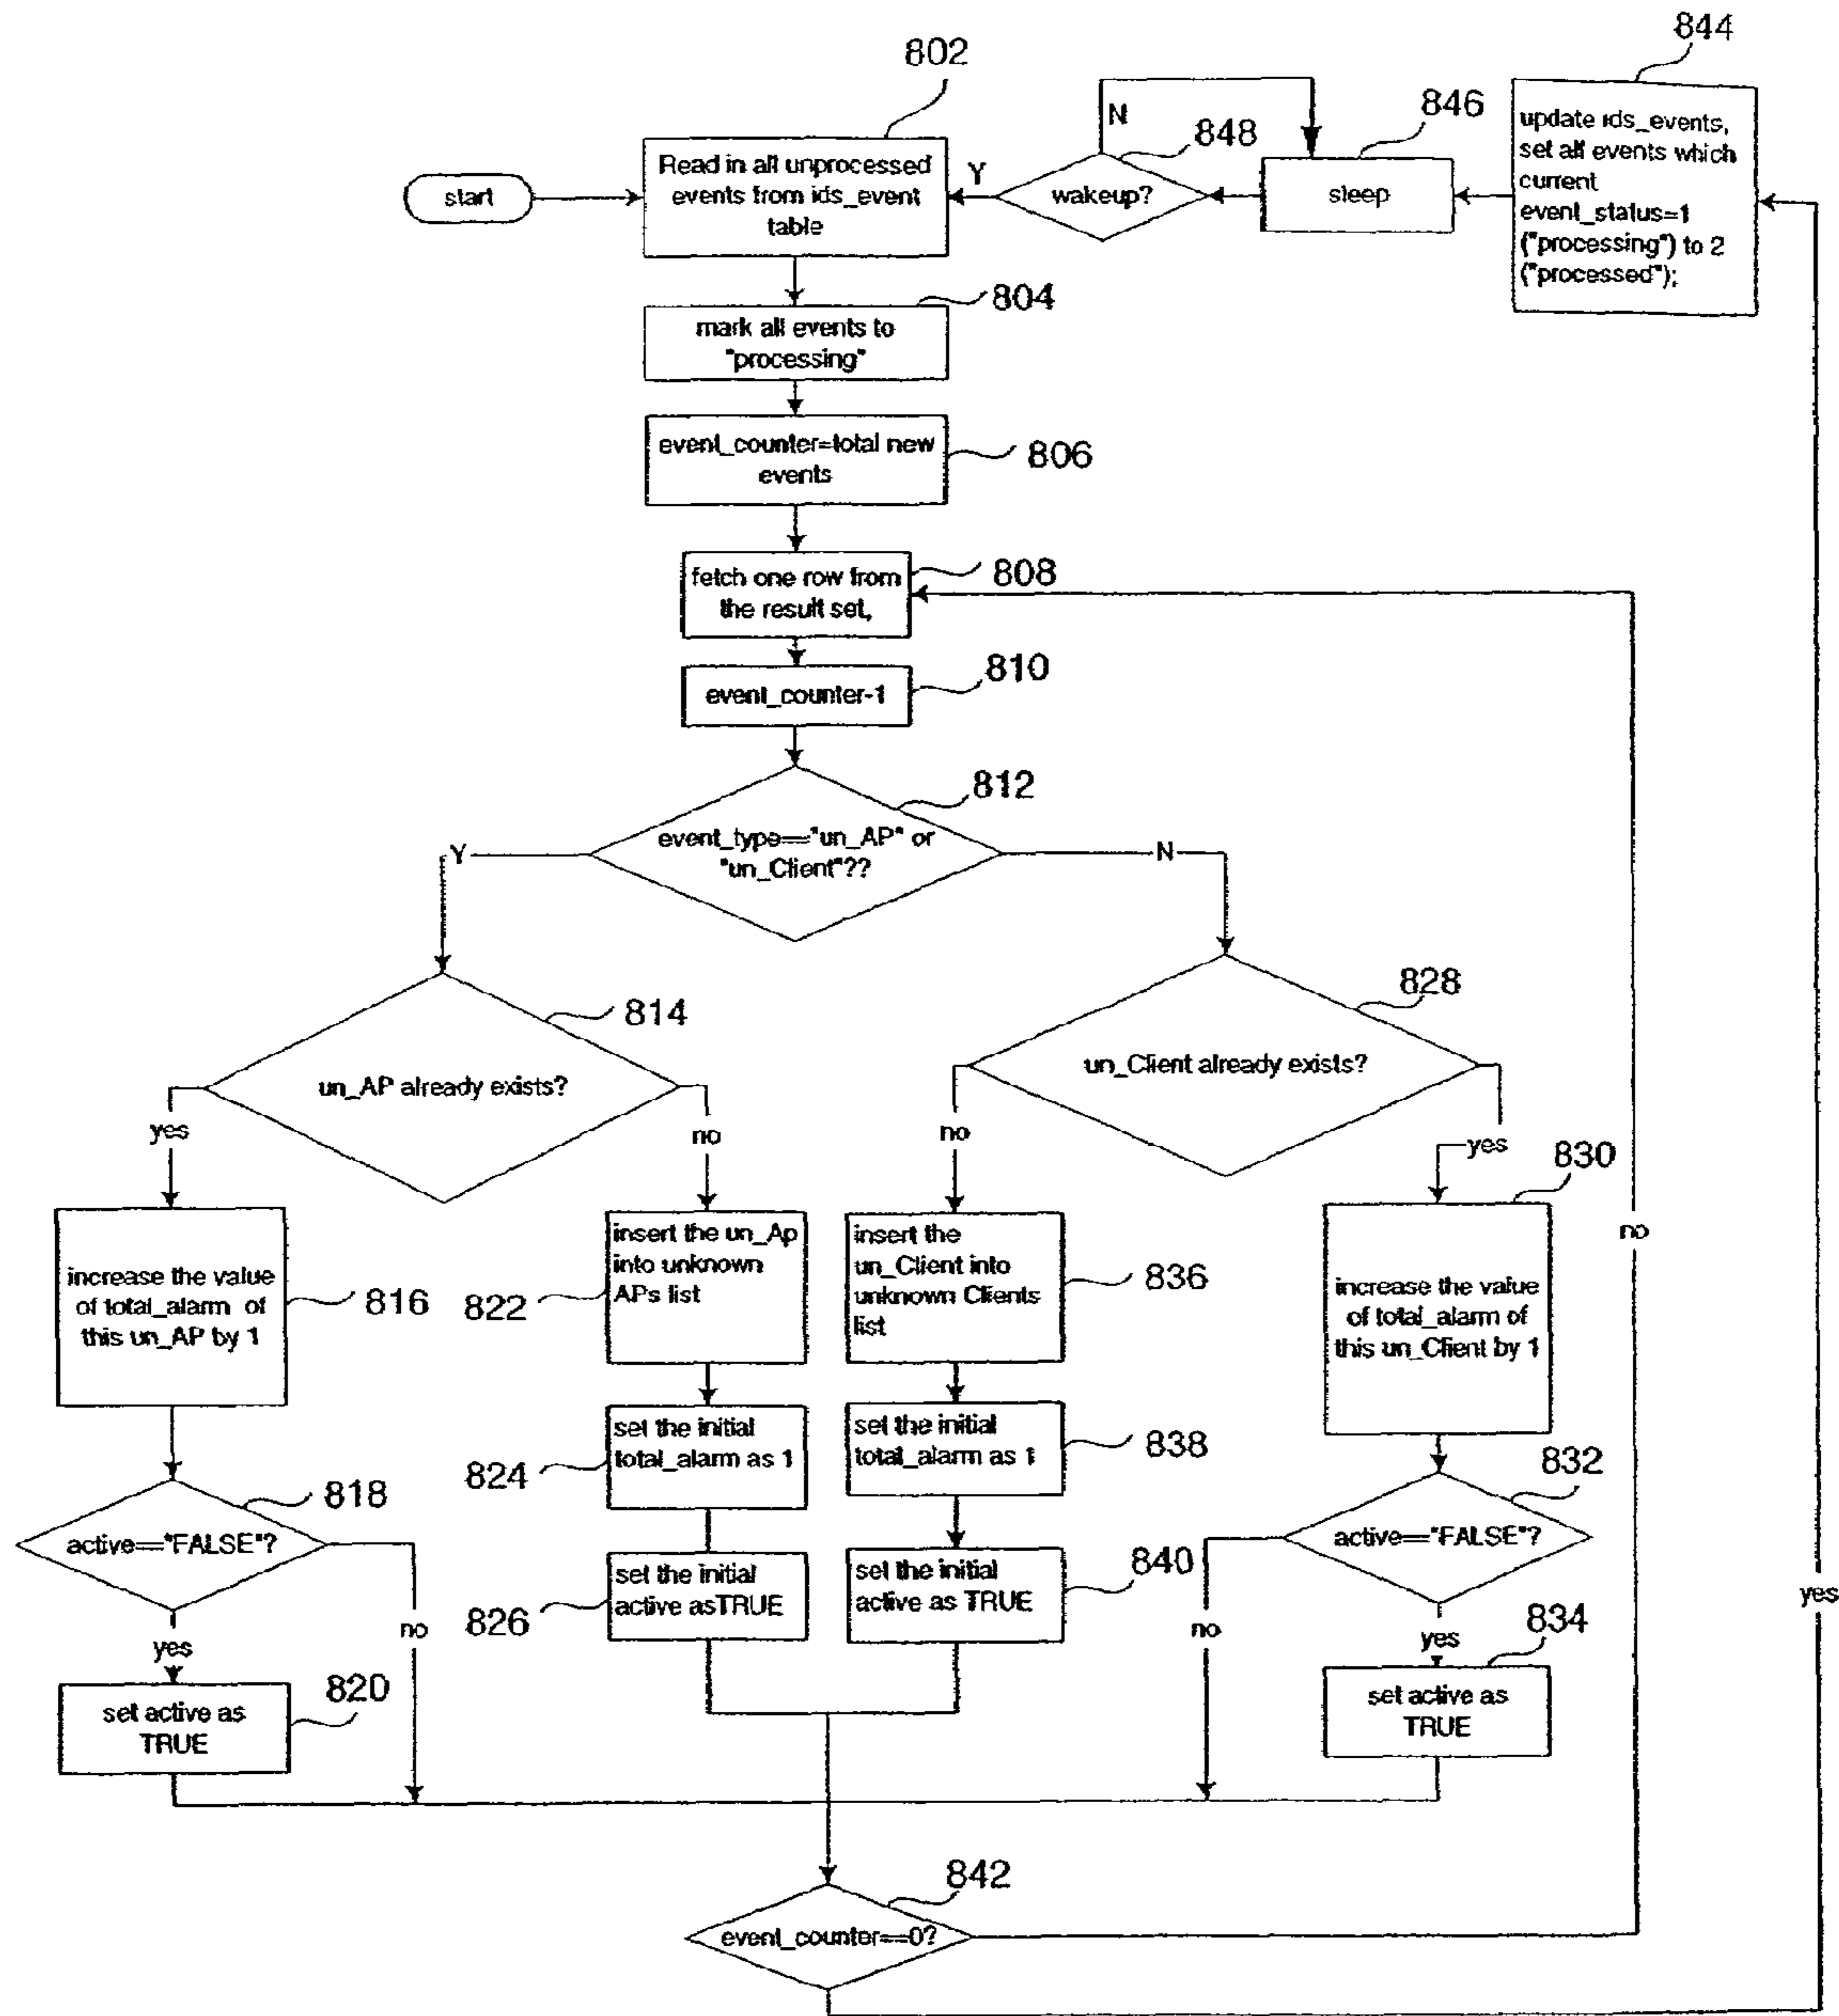 802
844
start
Read in all unprocessed
events from ids_event
table
Y
N
848
wakeup?
846
sleep
update ids_events,
set all events which
current
event_status=1
("processing") to 2
("processed");
804
mark all events to
"processing"
event_counter=total new
events
806
fetch one row from
the result set,
808
event_counter-1
810
812
event_type=="un_AP" or
"un_Client"??
Y
N
814
un_AP already exists?
828
un_Client already exists?
yes
no
no
yes
increase the value
of total_alarm of
this un_AP by 1
816
insert the un_Ap
into unknown
APs list
822
insert the
un_Client into
unknown Clients
list
836
830
increase the value
of total_alarm of
this un_Client by 1
no
818
active=="FALSE"?
set the initial
total_alarm as 1
824
set the initial
total_alarm as 1
838
832
active=="FALSE"?
set the initial
active asTRUE
826
set the initial
active as TRUE
840
yes
no
no
yes
yes
820
set active as
TRUE
834
set active as
TRUE
842
event_counter==0?